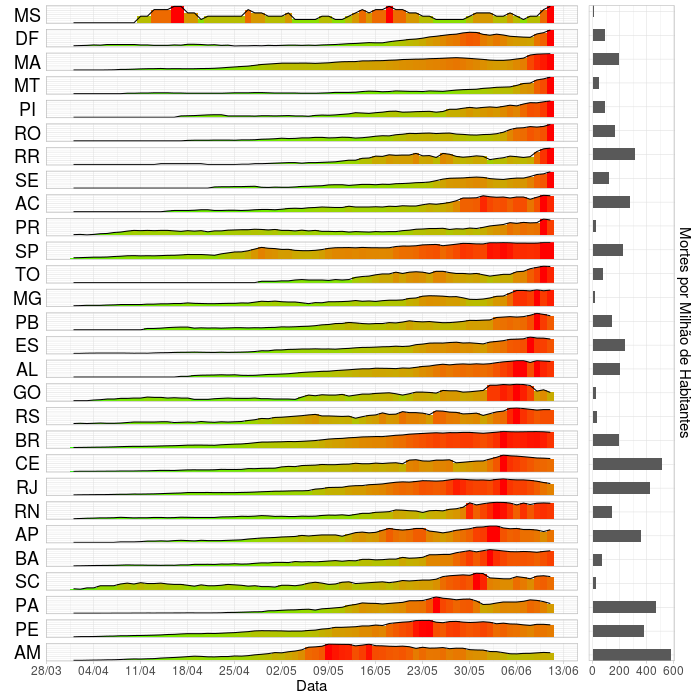 MS
DF
MA
MT
PI
RO
RR
SE
AC
PR
SP
TO
MG
PB
ES
AL
GO
RS
BR
CE
RJ
RN
AP
BA
SC
PA
PE
AM
28/03 04/04 11/04 18/04 25/04 02/05 09/05 16/05 23/05 30/05 06/06 13/06
Data
0 200 400 600
Mortes por Milhão de Habitantes